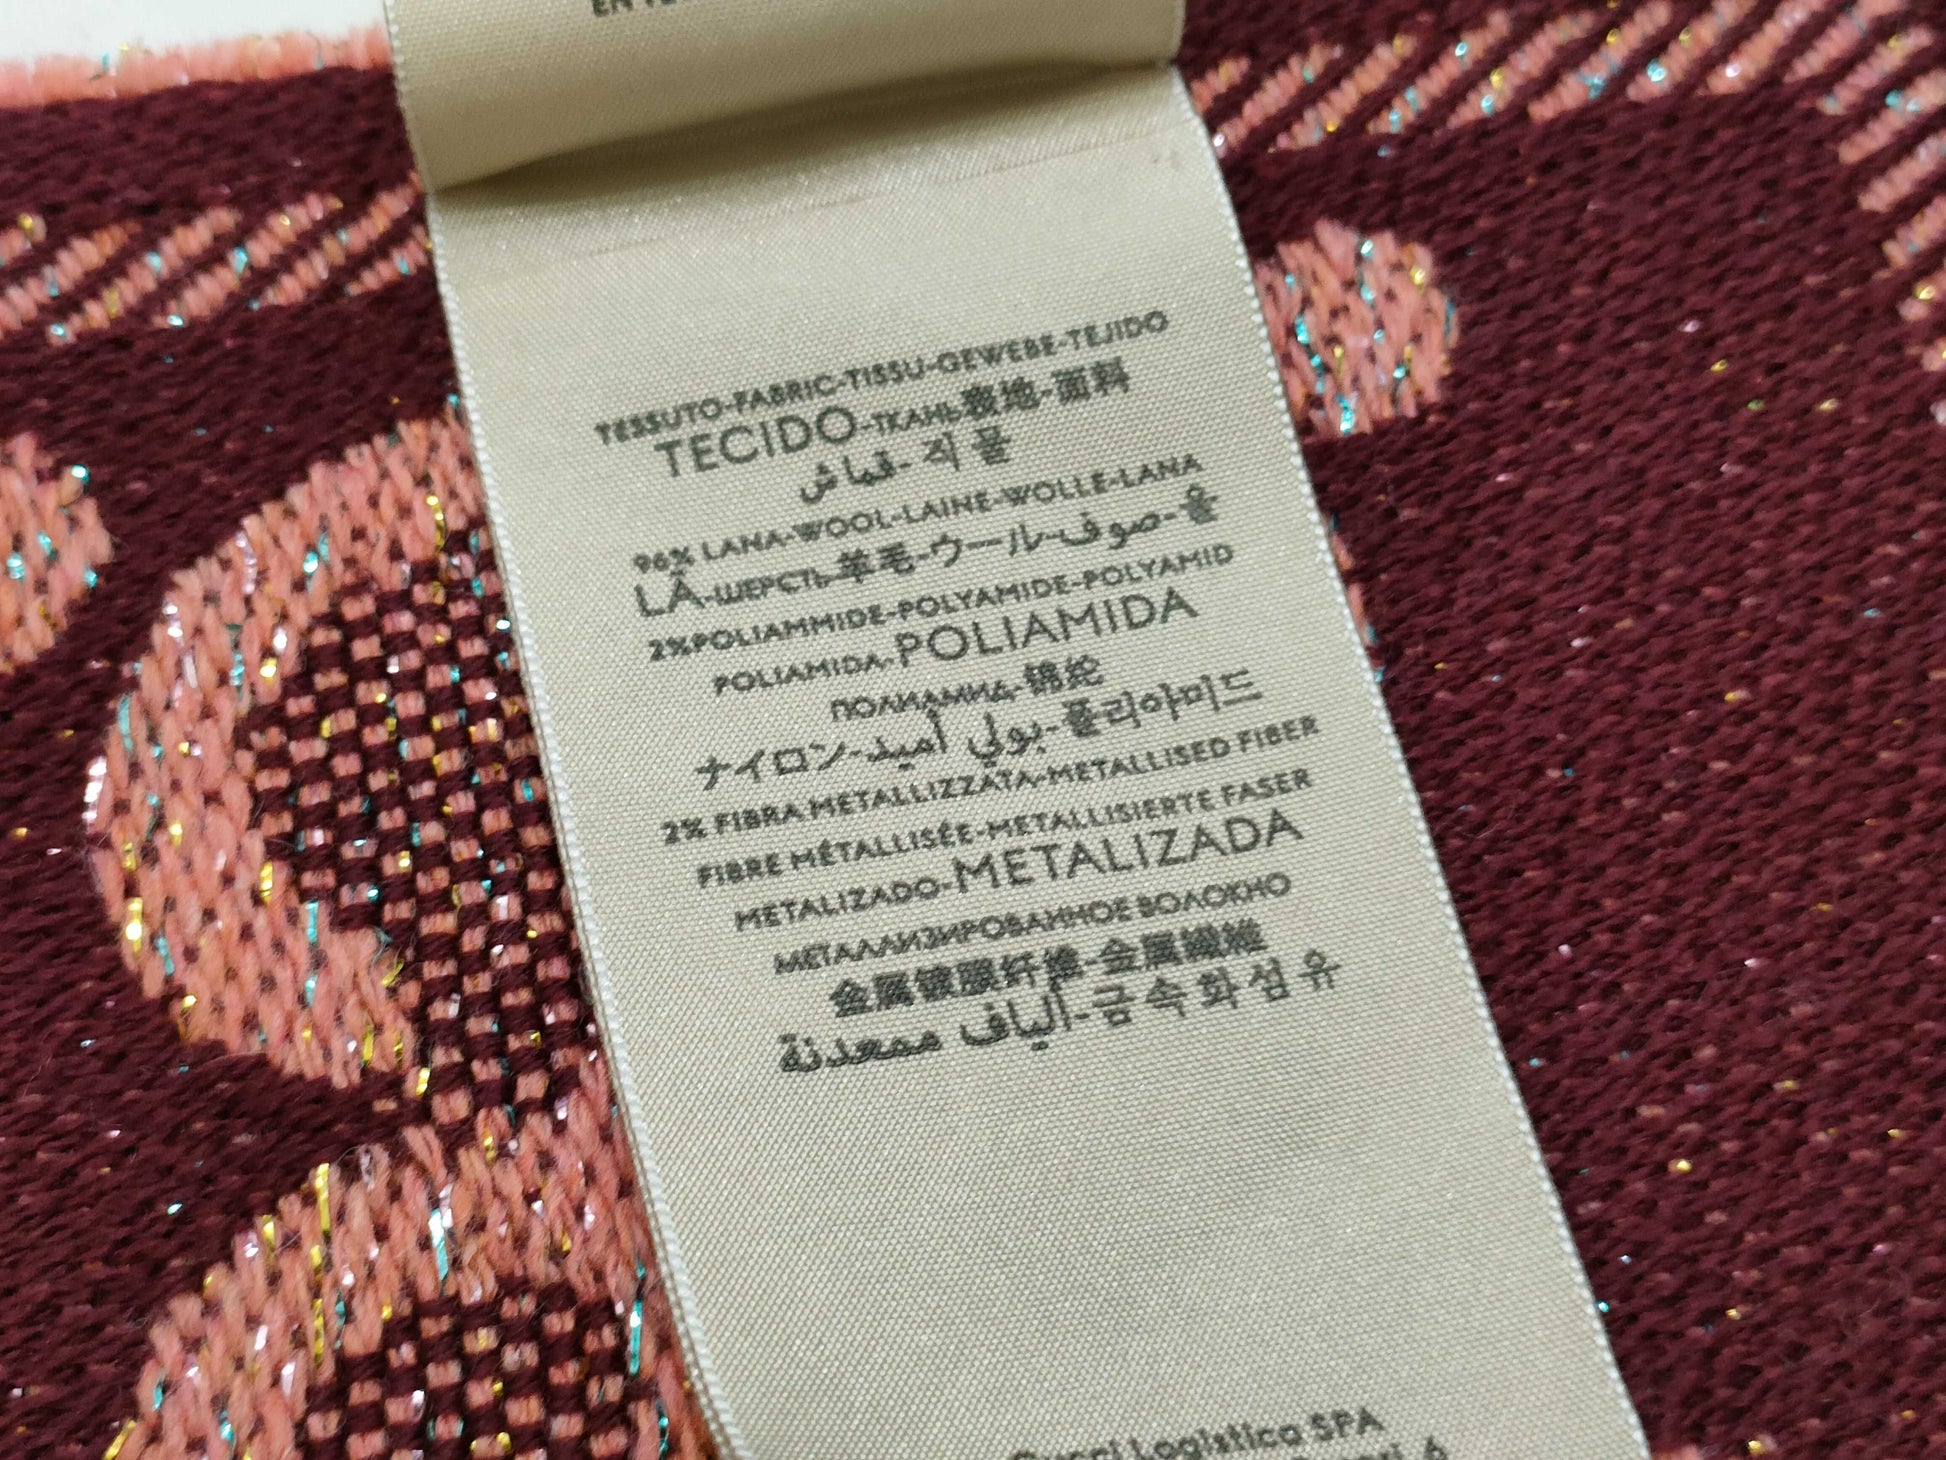 TESSUTO-FABRIC-TISSU-GEWEBE-TEJIDO
TECIDO-ТКАНЬ-表地-面料
قماش-직물
96% LANA-WOOL-LAINE-WOLLE-LANA
LÃ-ШЕРСТЬ-羊毛-ウール-صوف-울
2%POLIAMMIDE-POLYAMIDE-POLYAMID
POLIAMIDA-POLIAMIDA
ПОЛИАМИД-锦纶
ナイロン-بولي أميد-폴리아미드
2% FIBRA METALLIZZATA-METALLISED FIBER
FIBRE MÉTALLISÉE-METALLISIERTE FASER
METALIZADO-METALIZADA
МЕТАЛЛИЗИРОВАННОЕ ВОЛОКНО
金属镀膜纤维-金属繊維
ألياف ممعدنة-금속화섬유
Gucci Logistica SPA
6